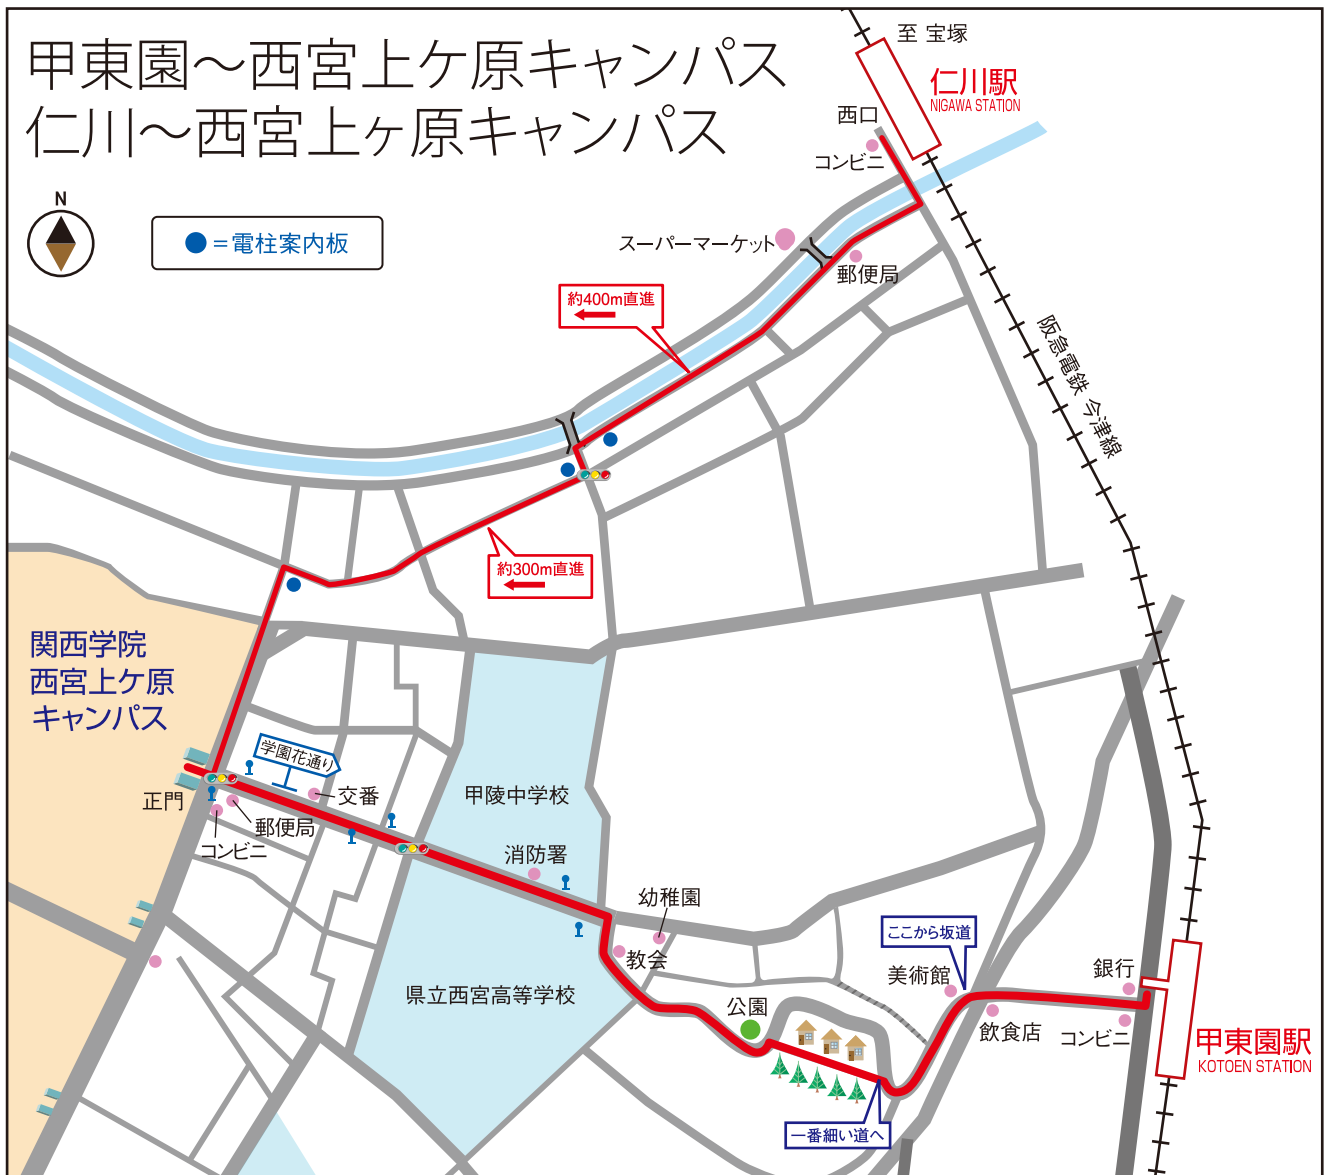 甲東園〜西宮上ケ原キャンパス
仁川〜西宮上ヶ原キャンパス
N
=電柱案内板
至 宝塚
仁川駅
NIGAWA STATION
西口
コンビニ
スーパーマーケット
郵便局
約400m直進
阪急電鉄 今津線
約300m直進
関西学院
西宮上ケ原
キャンパス
学園花通り
正門
交番
郵便局
コンビニ
甲陵中学校
消防署
幼稚園
教会
県立西宮高等学校
公園
ここから坂道
美術館
銀行
飲食店
コンビニ
甲東園駅
KOTOEN STATION
一番細い道へ